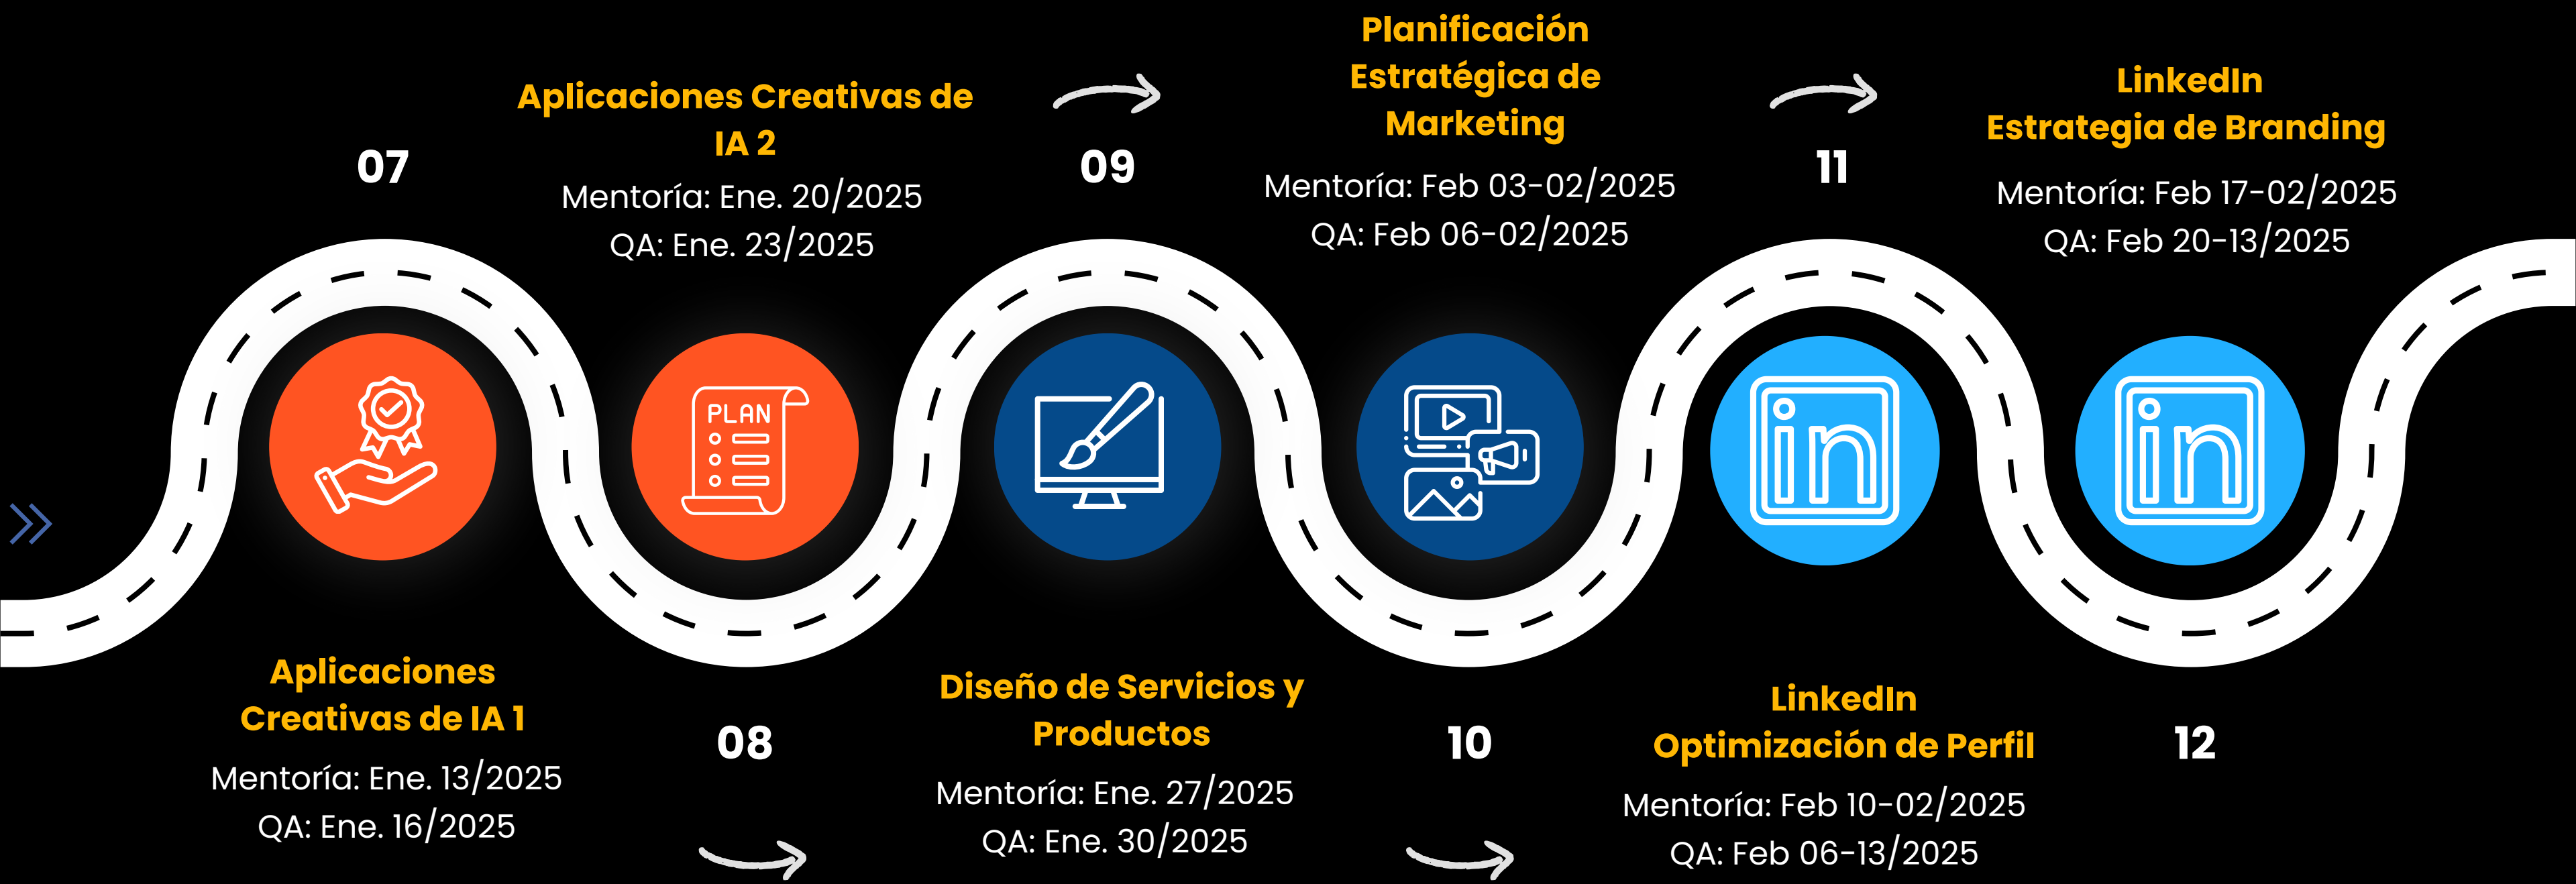 07
Aplicaciones
Creativas de IA 1
Mentoría: Ene. 13/2025
QA: Ene. 16/2025
Aplicaciones Creativas de
IA 2
Mentoría: Ene. 20/2025
QA: Ene. 23/2025
PLAN
08
09
Diseño de Servicios y
Productos
Mentoría: Ene. 27/2025
QA: Ene. 30/2025
Planificación
Estratégica de
Marketing
Mentoría: Feb 03-02/2025
QA: Feb 06-02/2025
10
11
in
LinkedIn
Optimización de Perfil
Mentoría: Feb 10-02/2025
QA: Feb 06-13/2025
LinkedIn
Estrategia de Branding
Mentoría: Feb 17-02/2025
QA: Feb 20-13/2025
in
12